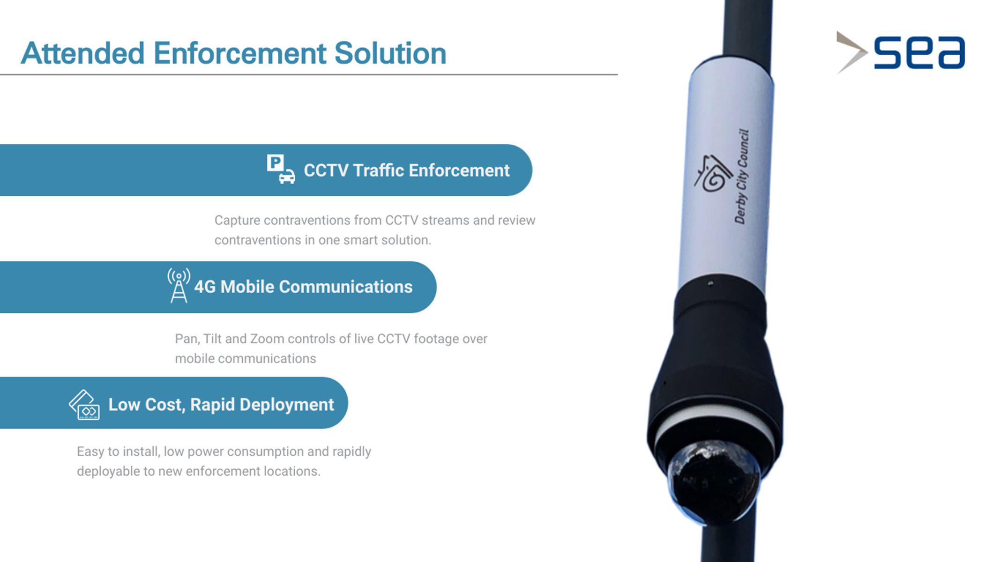 Attended Enforcement Solution
sea
P
CCTV Traffic Enforcement
Capture contraventions from CCTV streams and review
contraventions in one smart solution.
4G Mobile Communications
Pan, Tilt and Zoom controls of live CCTV footage over
mobile communications
Low Cost, Rapid Deployment
Easy to install, low power consumption and rapidly
deployable to new enforcement locations.
Derby City Council